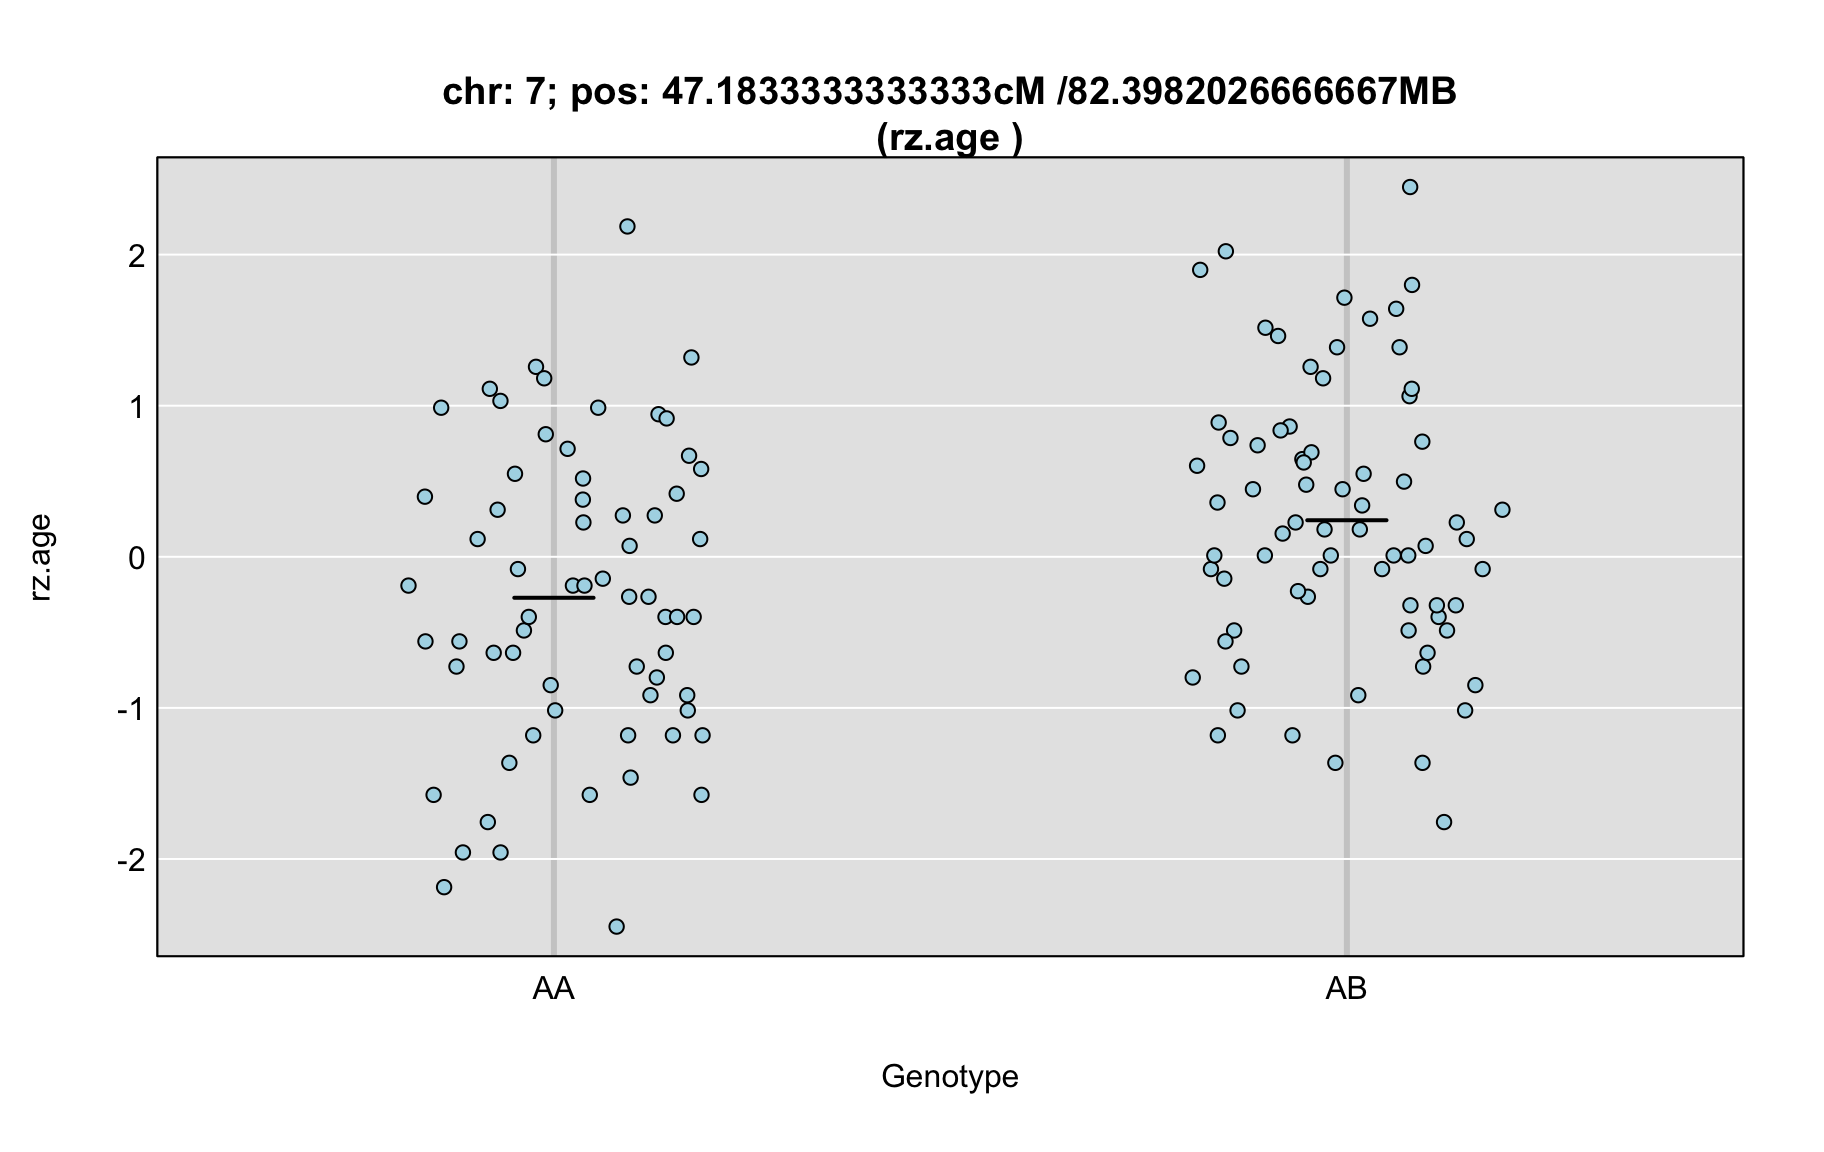 chr: 7; pos: 47.1833333333333cM /82.3982026666667MB
(rz.age )
rz.age
2
1
0
-1
-2
AA AB
Genotype